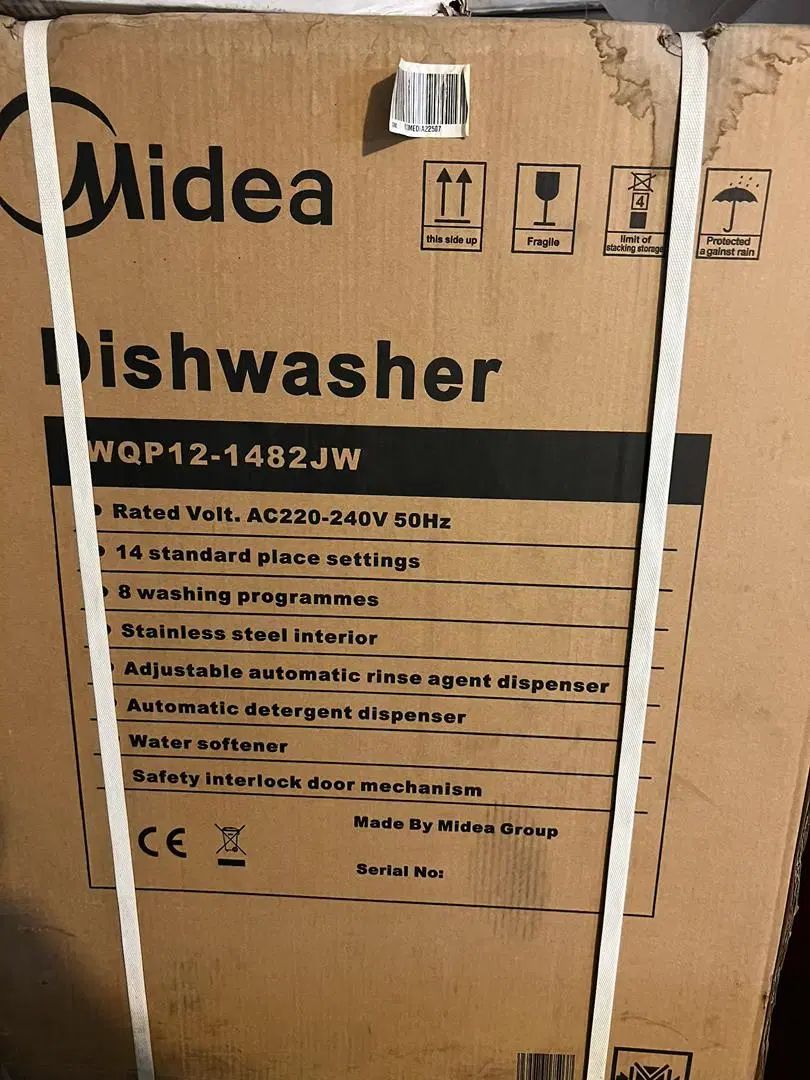 Midea
this side up
Fragile
4
limit of
stacking storage
Protected
against rain
Dishwasher
WQP12-1482JW
Rated Volt. AC220-240V 50Hz
14 standard place settings
8 washing programmes
Stainless steel interior
Adjustable automatic rinse agent dispenser
Automatic detergent dispenser
Water softener
Safety interlock door mechanism
CE
Made By Midea Group
Serial No: